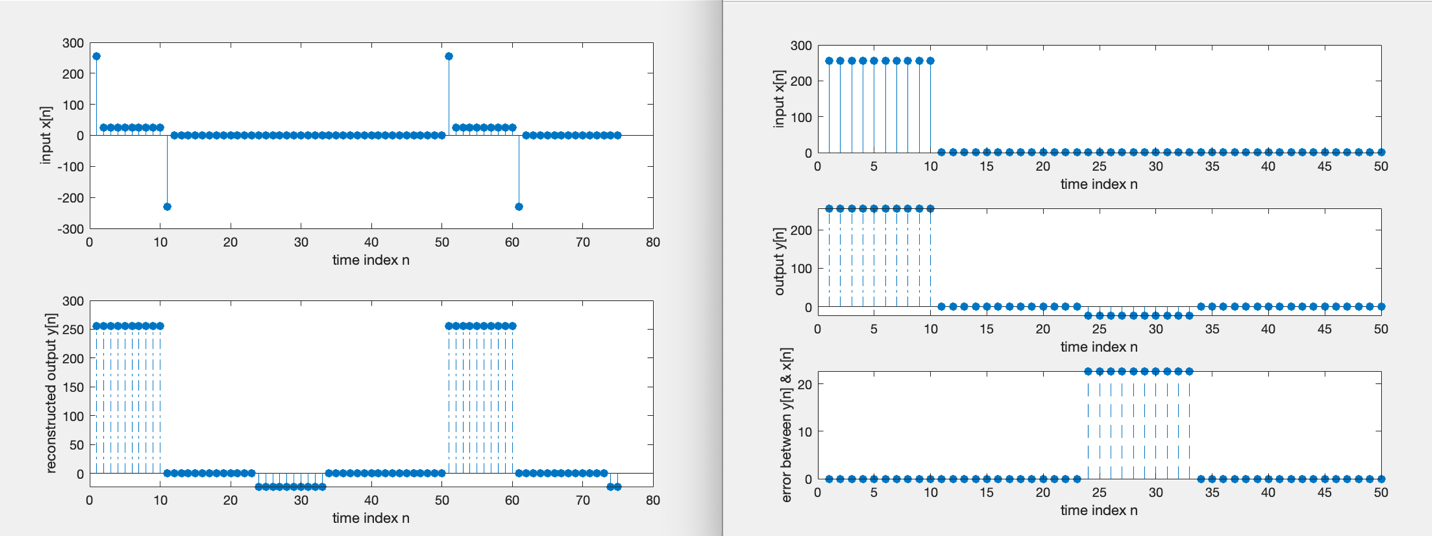 300
200
100
0
-100
-200
-300
input x[n]
0 10 20 30 40 50 60 70 80
time index n
300
250
200
150
100
50
0
reconstructed output y[n]
0 10 20 30 40 50 60 70 80
time index n
300
200
100
0
input x[n]
0 5 10 15 20 25 30 35 40 45 50
time index n
200
100
0
output y[n]
0 5 10 15 20 25 30 35 40 45 50
time index n
20
10
0
error between y[n] & x[n]
0 5 10 15 20 25 30 35 40 45 50
time index n